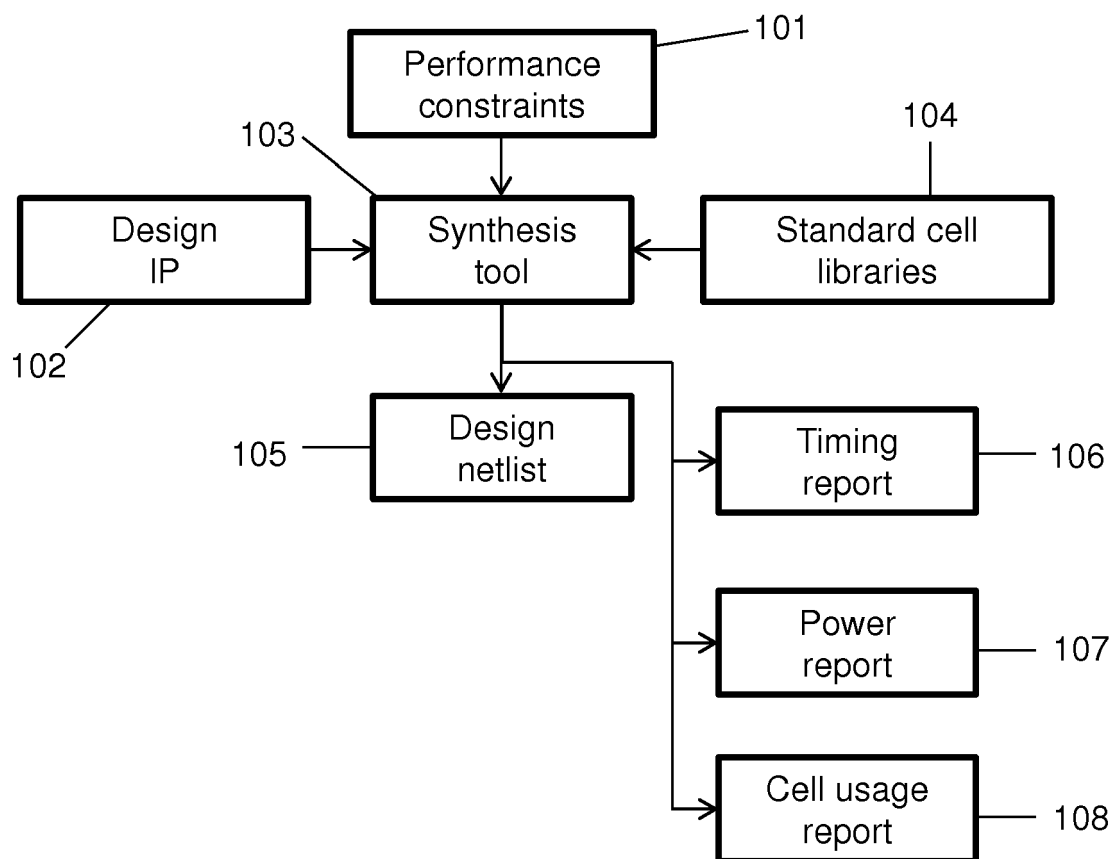 101
Performance
constraints
103
104
Design
IP
Synthesis
tool
Standard cell
libraries
102
Design
netlist
105
Timing
report
106
Power
report
107
Cell usage
report
108